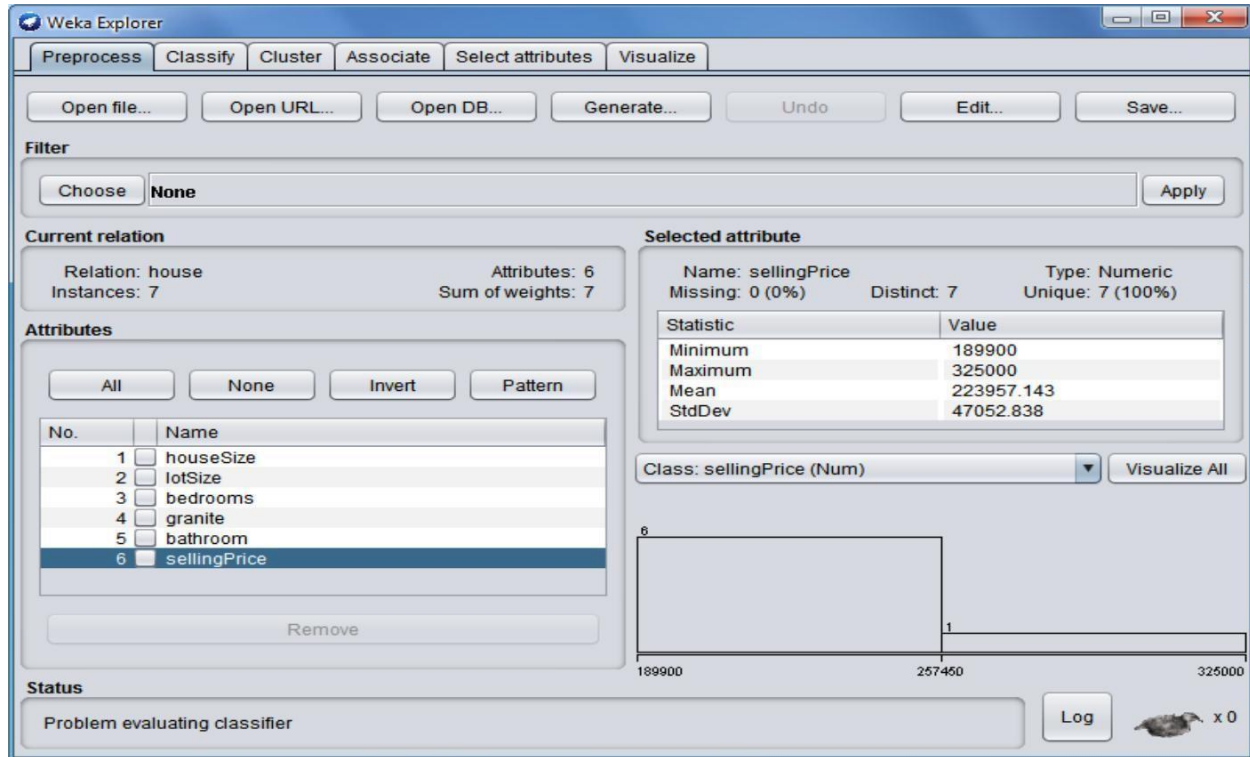 Weka Explorer
Preprocess Classify Cluster Associate Select attributes Visualize
Open file... Open URL... Open DB... Generate... Undo Edit... Save...
Filter
Choose None Apply
Current relation
Relation: house Attributes: 6
Instances: 7 Sum of weights: 7
Attributes
All None Invert Pattern
No. Name
1 houseSize
2 lotSize
3 bedrooms
4 granite
5 bathroom
6 sellingPrice
Remove
Selected attribute
Name: sellingPrice Type: Numeric
Missing: 0 (0%) Distinct: 7 Unique: 7 (100%)
Statistic Value
Minimum 189900
Maximum 325000
Mean 223957.143
StdDev 47052.838
Class: sellingPrice (Num) Visualize All
6
1
189900 257450 325000
Status
Problem evaluating classifier
Log x 0